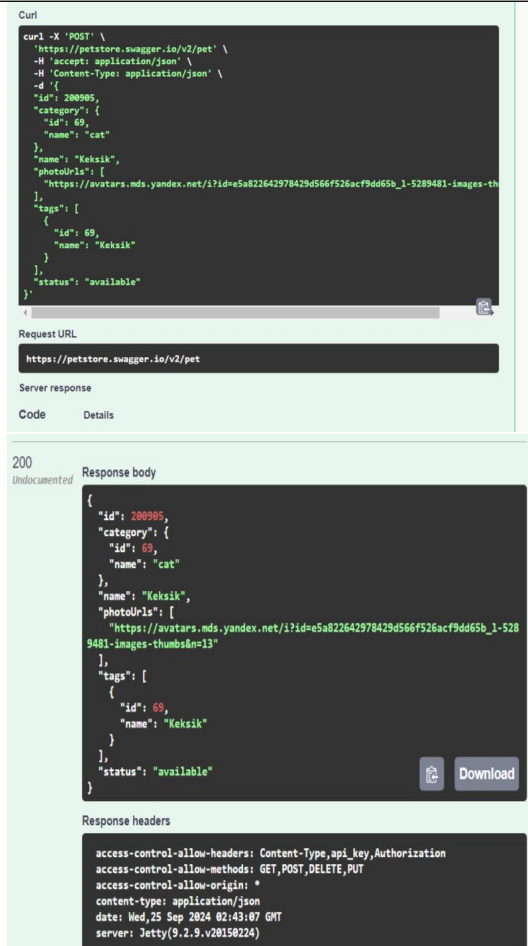 Curl
curl -X 'POST' \
  'https://petstore.swagger.io/v2/pet' \
  -H 'accept: application/json' \
  -H 'Content-Type: application/json' \
  -d '{
  "id": 200905,
  "category": {
    "id": 69,
    "name": "cat"
  },
  "name": "Keksik",
  "photoUrls": [
    "https://avatars.mds.yandex.net/i?id=e5a822642978429d566f526acf9dd65b_l-5289481-images-th
  ],
  "tags": [
    {
      "id": 69,
      "name": "Keksik"
    }
  ],
  "status": "available"
}'
Request URL
https://petstore.swagger.io/v2/pet
Server response
Code Details
200
Undocumented
Response body
{
  "id": 200905,
  "category": {
    "id": 69,
    "name": "cat"
  },
  "name": "Keksik",
  "photoUrls": [
    "https://avatars.mds.yandex.net/i?id=e5a822642978429d566f526acf9dd65b_l-528
9481-images-thumbs&n=13"
  ],
  "tags": [
    {
      "id": 69,
      "name": "Keksik"
    }
  ],
  "status": "available"
}
Download
Response headers
access-control-allow-headers: Content-Type,api_key,Authorization
access-control-allow-methods: GET,POST,DELETE,PUT
access-control-allow-origin: *
content-type: application/json
date: Wed,25 Sep 2024 02:43:07 GMT
server: Jetty(9.2.9.v20150224)